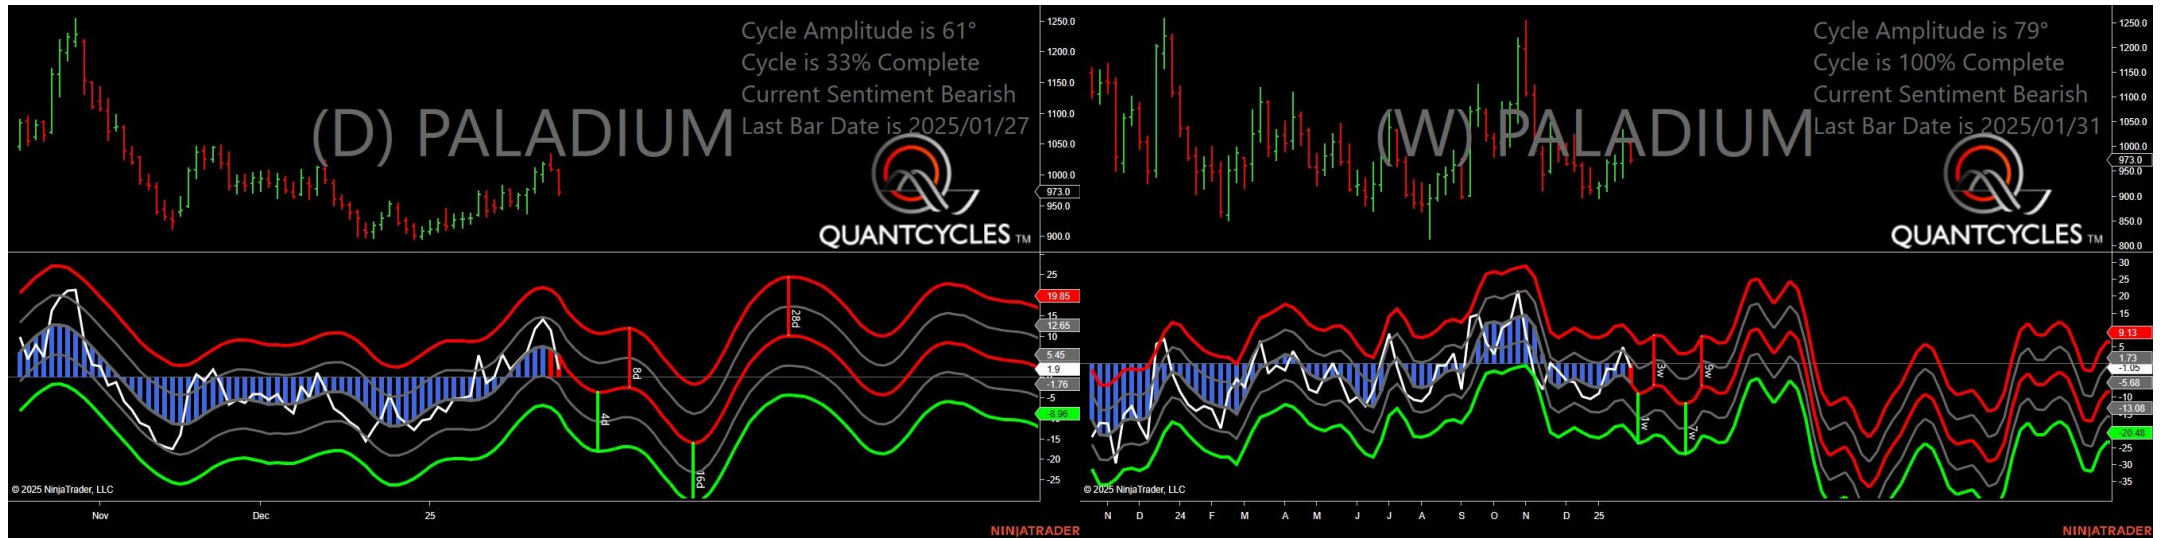 Cycle Amplitude is 61°
Cycle is 33% Complete
Current Sentiment Bearish
Last Bar Date is 2025/01/27
(D) PALADIUM
QUANTCYCLES TM
1250.0
1200.0
1150.0
1100.0
1050.0
1000.0
973.0
950.0
900.0
25
19.85
15
12.65
10
5.45
1.9
-1.76
-5
-8.96
-15
-20
-25
4d
8d
16d
28d
© 2025 NinjaTrader, LLC
Nov
Dec
25
NINJATRADER
Cycle Amplitude is 79°
Cycle is 100% Complete
Current Sentiment Bearish
Last Bar Date is 2025/01/31
(W) PALADIUM
QUANTCYCLES TM
1250.0
1200.0
1150.0
1100.0
1050.0
1000.0
973.0
950.0
900.0
850.0
800.0
30
25
20
15
9.13
5
1.73
-1.05
-5.68
-10
-13.08
-20.48
-25
-30
-35
1w
3w
7w
9w
© 2025 NinjaTrader, LLC
N D 24 F M A M J J A S O N D 25
NINJATRADER